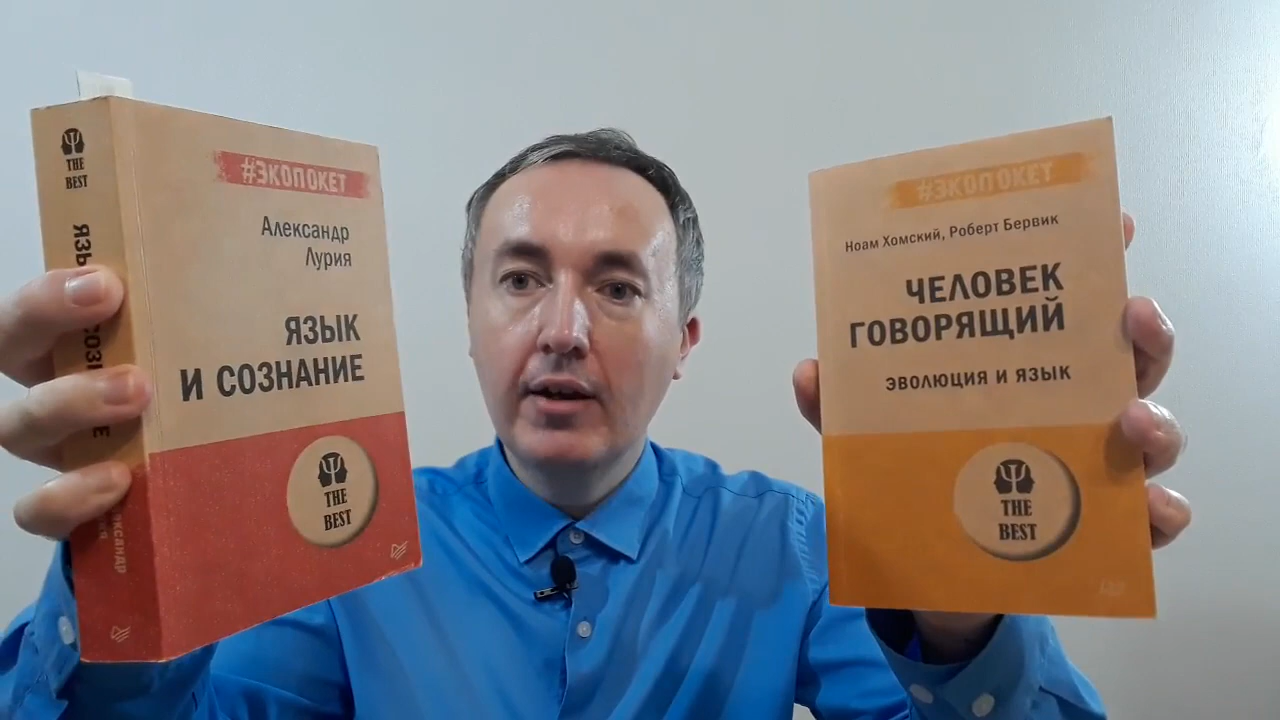 THE
BEST
#ЭКОПОКЕТ
Александр
Лурия
ЯЗЫК
И СОЗНАНИЕ
THE
BEST
#ЭКОПОКЕТ
Ноам Хомский, Роберт Бервик
ЧЕЛОВЕК
ГОВОРЯЩИЙ
ЭВОЛЮЦИЯ И ЯЗЫК
THE
BEST